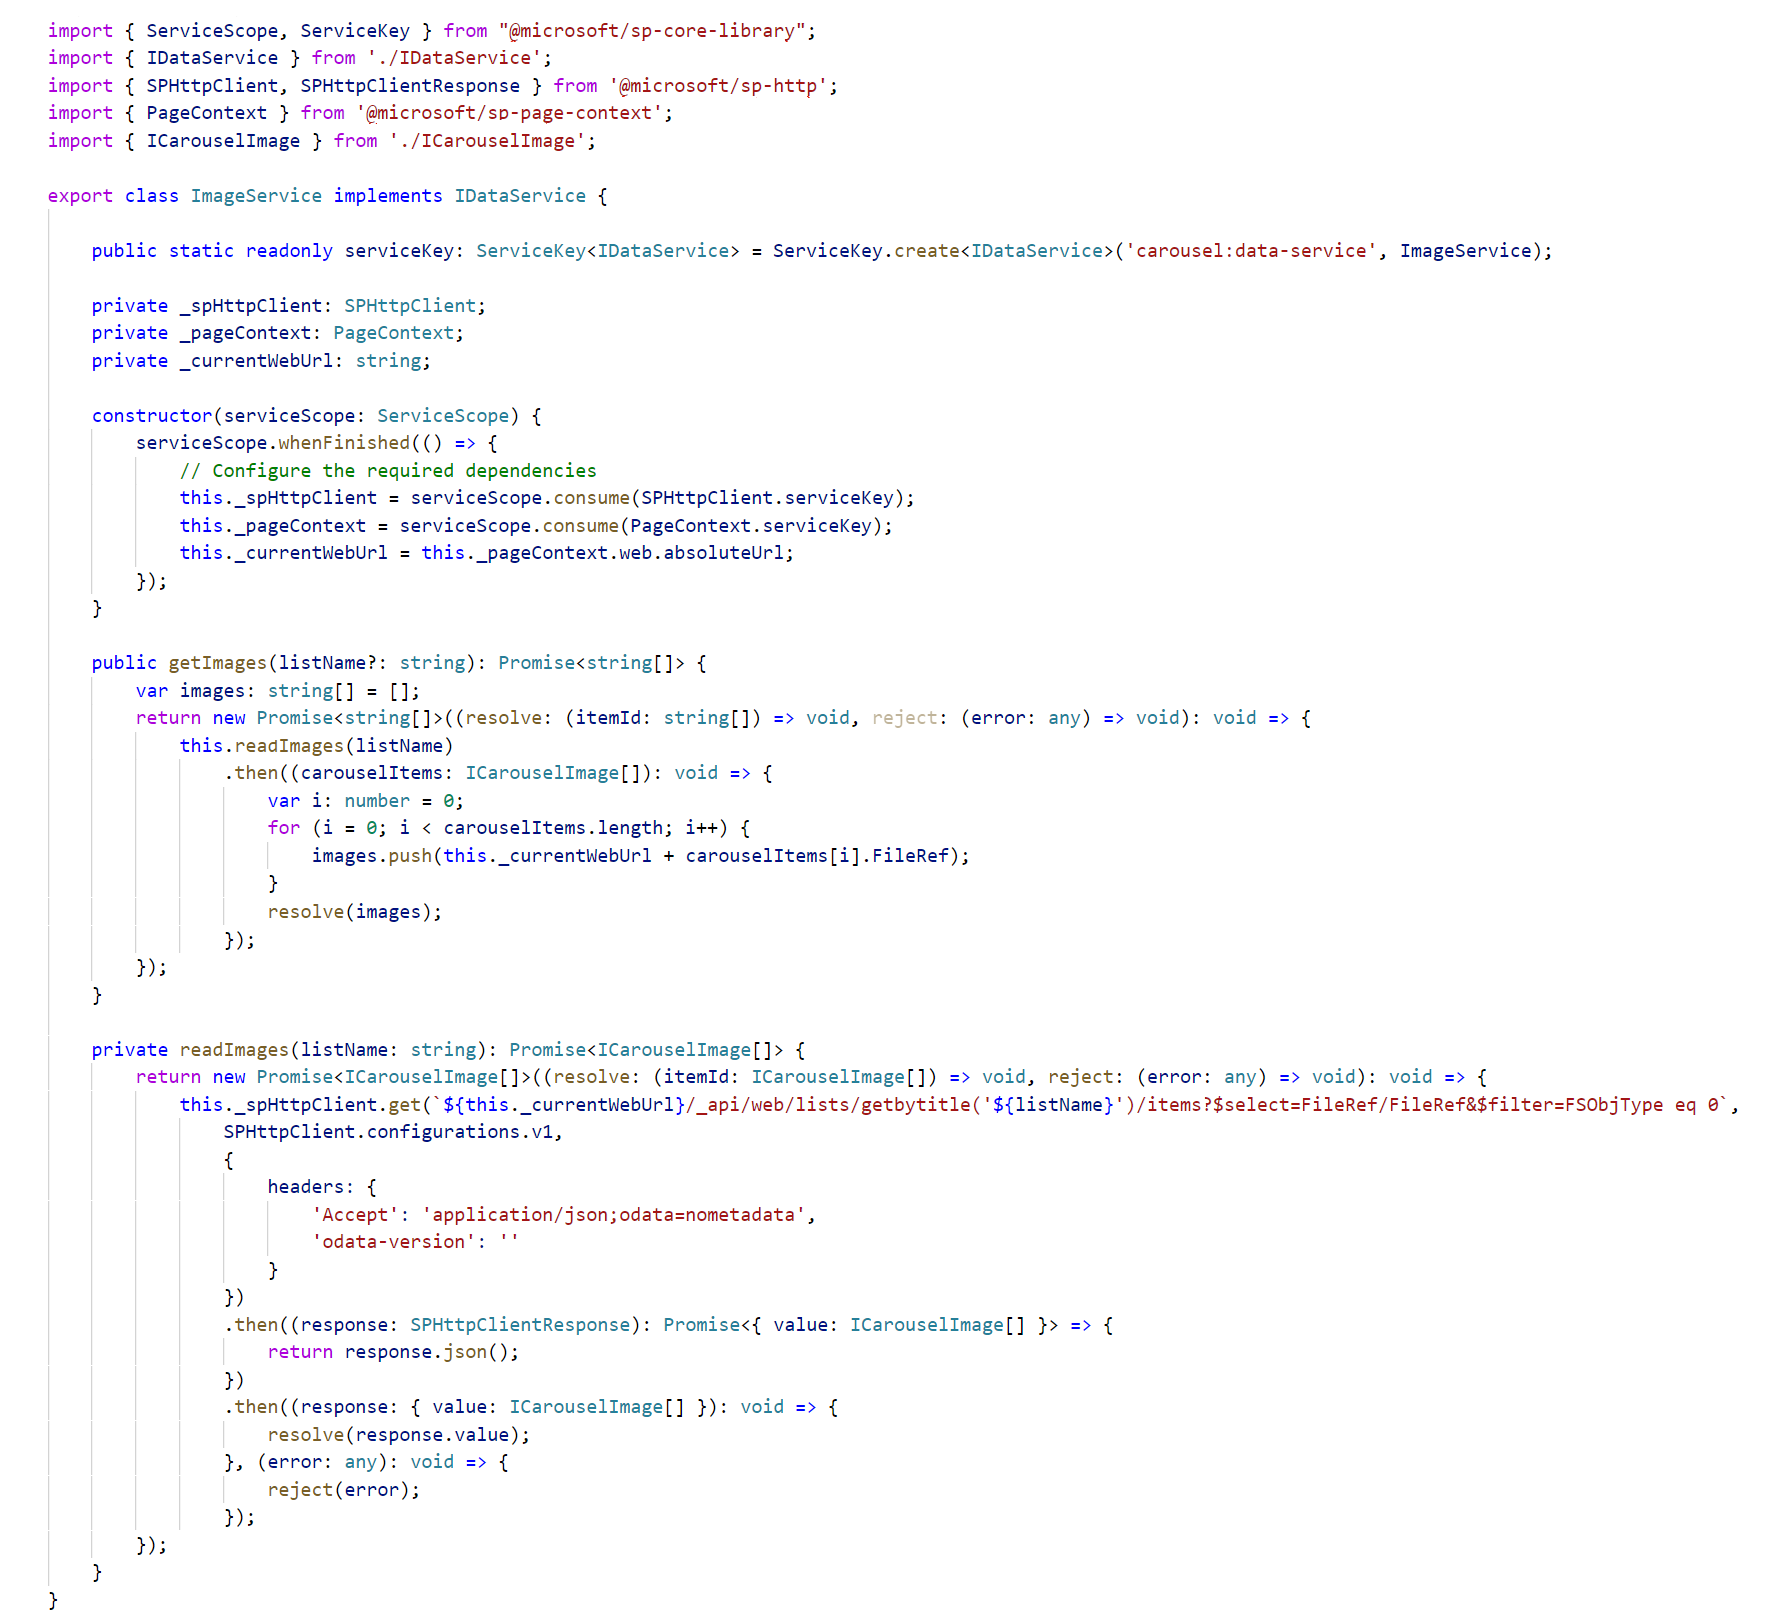 import { ServiceScope, ServiceKey } from "@microsoft/sp-core-library";
import { IDataService } from './IDataService';
import { SPHttpClient, SPHttpClientResponse } from '@microsoft/sp-http';
import { PageContext } from '@microsoft/sp-page-context';
import { ICarouselImage } from './ICarouselImage';

export class ImageService implements IDataService {

    public static readonly serviceKey: ServiceKey<IDataService> = ServiceKey.create<IDataService>('carousel:data-service', ImageService);

    private _spHttpClient: SPHttpClient;
    private _pageContext: PageContext;
    private _currentWebUrl: string;

    constructor(serviceScope: ServiceScope) {
        serviceScope.whenFinished(() => {
            // Configure the required dependencies
            this._spHttpClient = serviceScope.consume(SPHttpClient.serviceKey);
            this._pageContext = serviceScope.consume(PageContext.serviceKey);
            this._currentWebUrl = this._pageContext.web.absoluteUrl;
        });
    }

    public getImages(listName?: string): Promise<string[]> {
        var images: string[] = [];
        return new Promise<string[]>((resolve: (itemId: string[]) => void, reject: (error: any) => void): void => {
            this.readImages(listName)
                .then((carouselItems: ICarouselImage[]): void => {
                    var i: number = 0;
                    for (i = 0; i < carouselItems.length; i++) {
                        images.push(this._currentWebUrl + carouselItems[i].FileRef);
                    }
                    resolve(images);
                });
        });
    }

    private readImages(listName: string): Promise<ICarouselImage[]> {
        return new Promise<ICarouselImage[]>((resolve: (itemId: ICarouselImage[]) => void, reject: (error: any) => void): void => {
            this._spHttpClient.get(`${this._currentWebUrl}/_api/web/lists/getbytitle('${listName}')/items?$select=FileRef/FileRef&$filter=FSObjType eq 0`,
                SPHttpClient.configurations.v1,
                {
                    headers: {
                        'Accept': 'application/json;odata=nometadata',
                        'odata-version': ''
                    }
                })
                .then((response: SPHttpClientResponse): Promise<{ value: ICarouselImage[] }> => {
                    return response.json();
                })
                .then((response: { value: ICarouselImage[] }): void => {
                    resolve(response.value);
                }, (error: any): void => {
                    reject(error);
                });
        });
    }
}